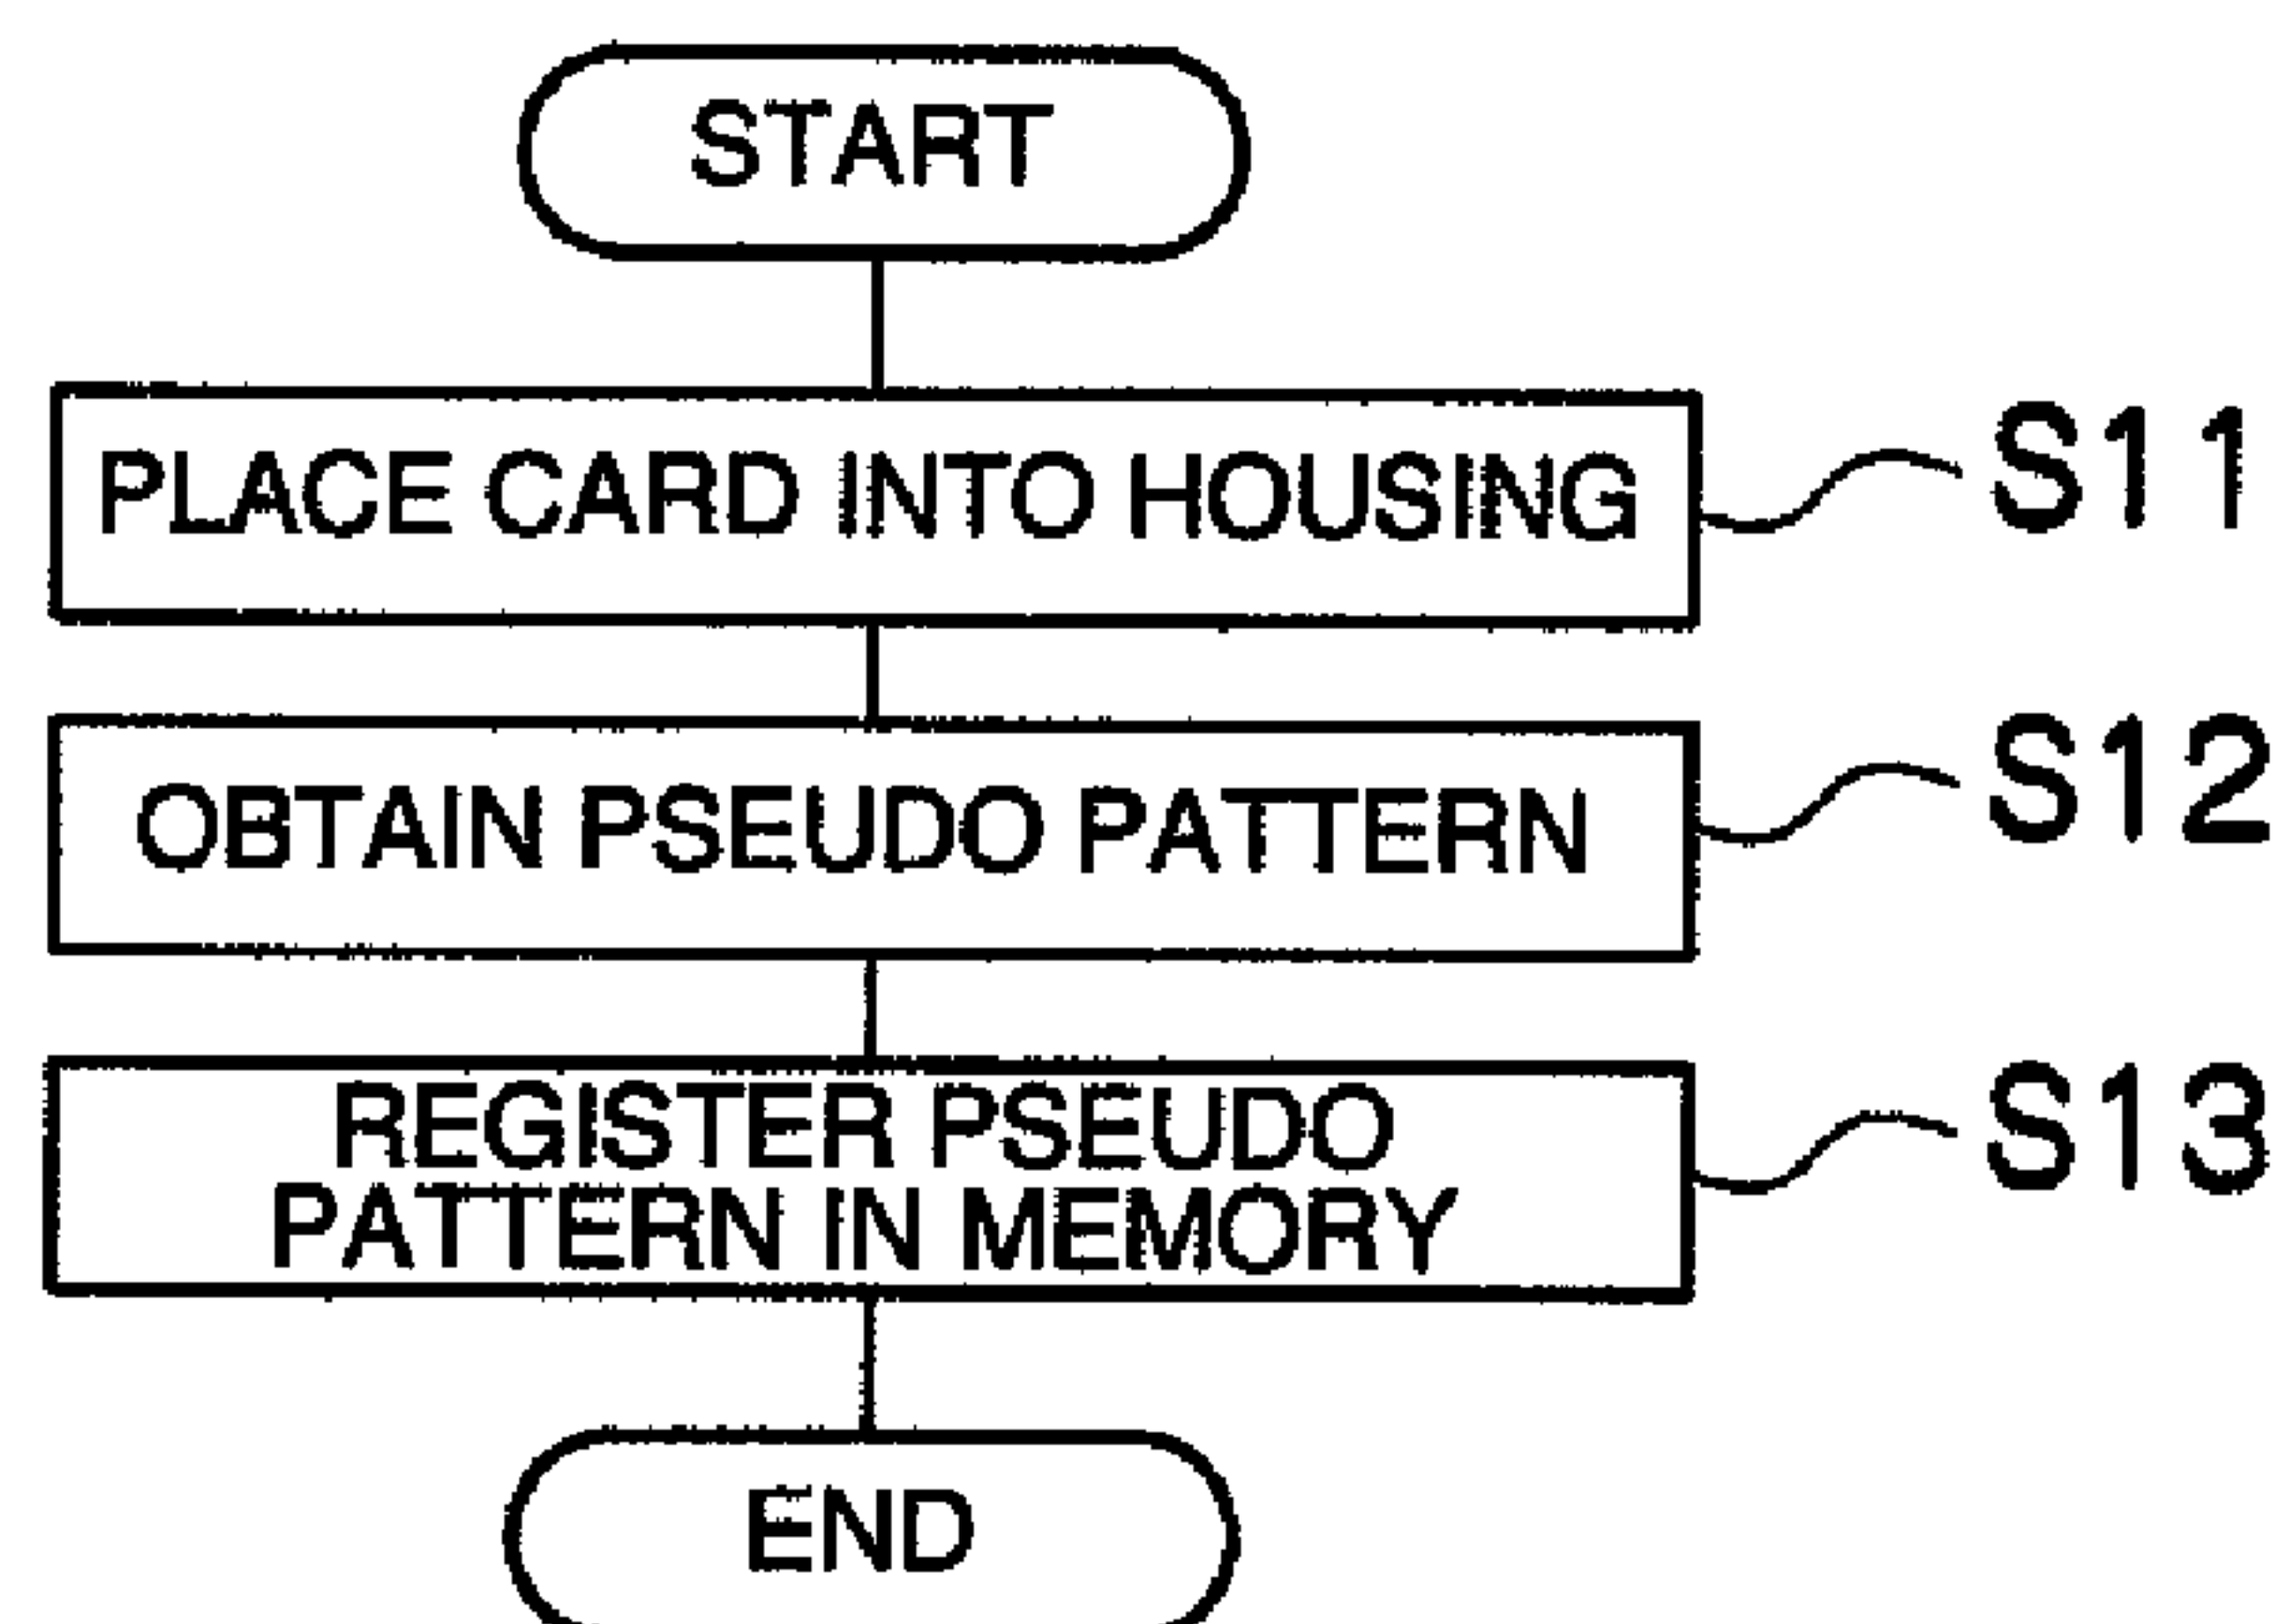 START
PLACE CARD INTO HOUSING
S11
OBTAIN PSEUDO PATTERN
S12
REGISTER PSEUDO
PATTERN IN MEMORY
S13
END